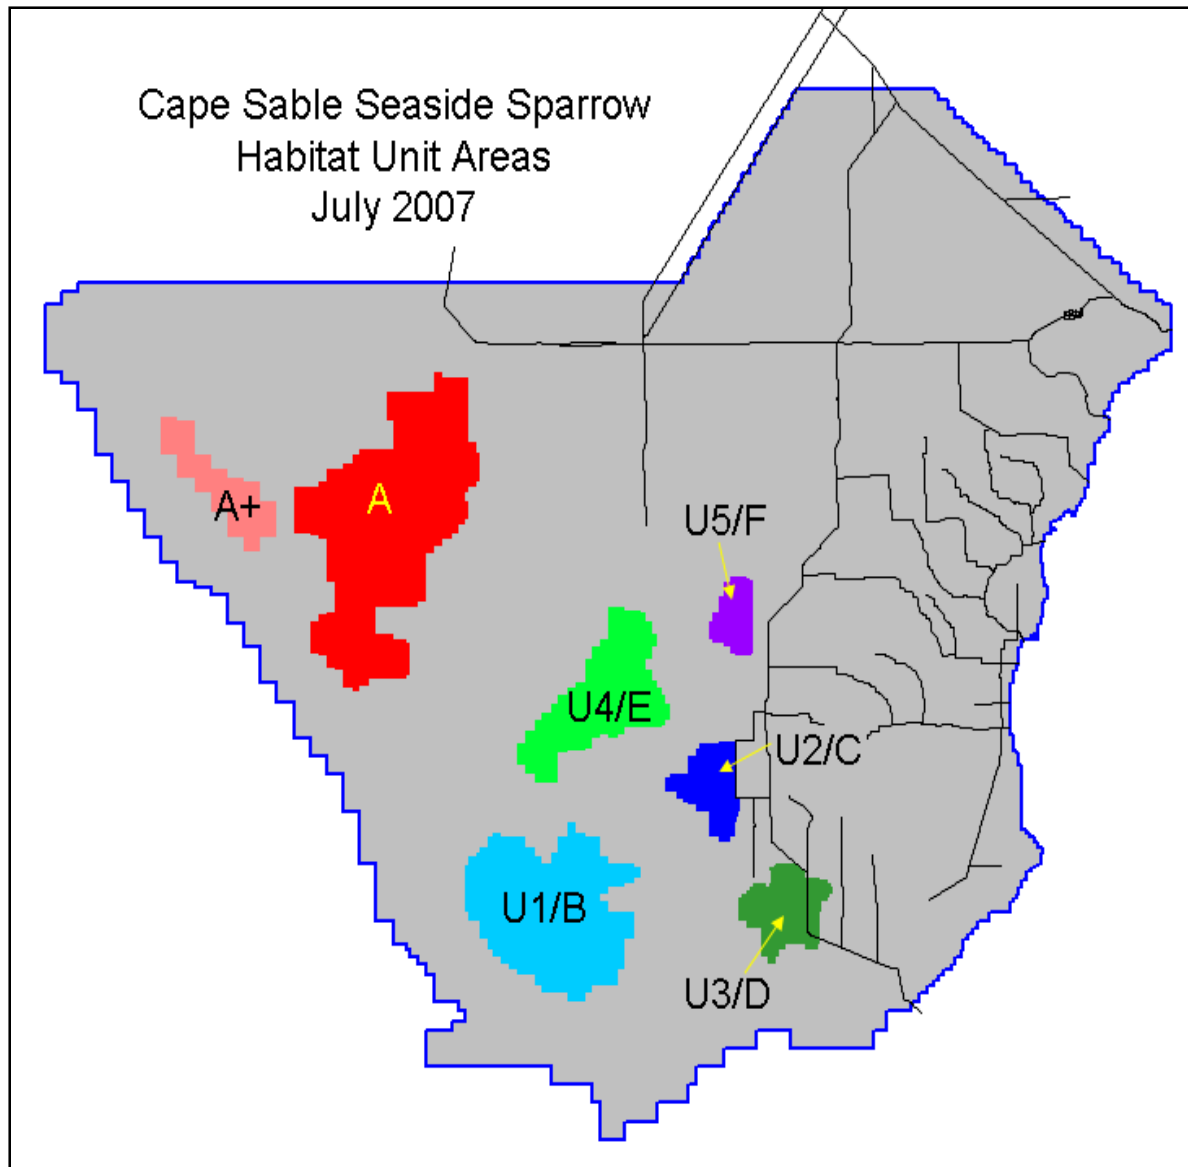 Cape Sable Seaside Sparrow
Habitat Unit Areas
July 2007
A+
A
U5/F
U4/E
U2/C
U1/B
U3/D